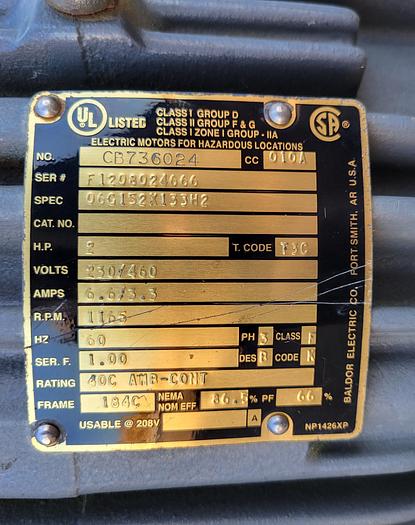 UL LISTED CLASS I GROUP D
CLASS II GROUP F & G
CLASS I ZONE I GROUP - IIA
SA
ELECTRIC MOTORS FOR HAZARDOUS LOCATIONS
NO. CB736024 CC 010A
SER # F1208024666
SPEC 06G152X133H2
CAT. NO.
H.P. 2 T. CODE T3C
VOLTS 230/460
AMPS 6.6/3.3
R.P.M. 1165
HZ 60 PH 3 CLASS F
SER. F. 1.00 DES B CODE K
RATING 40C AMB-CONT
FRAME 184C NEMA NOM EFF 86.5 % PF 66 %
USABLE @ 208V A
NP1426XP
BALDOR ELECTRIC CO. FORT SMITH, AR U.S.A.